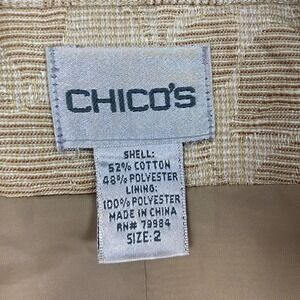 CHICO'S
SHELL:
52% COTTON
48% POLYESTER
LINING:
100% POLYESTER
MADE IN CHINA
RN# 79984
SIZE: 2